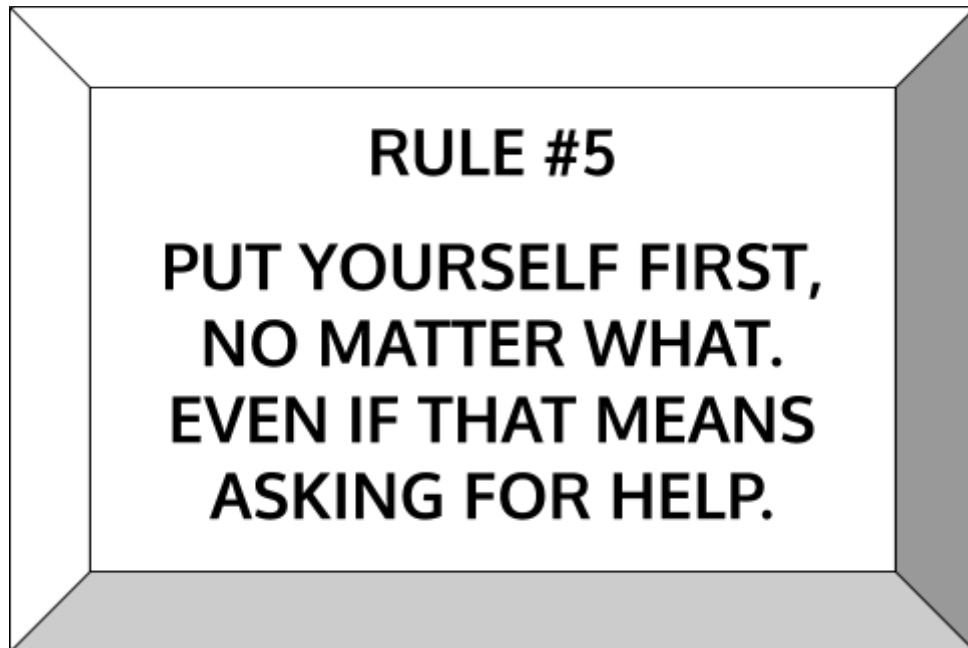 RULE #5
PUT YOURSELF FIRST,
NO MATTER WHAT.
EVEN IF THAT MEANS
ASKING FOR HELP.